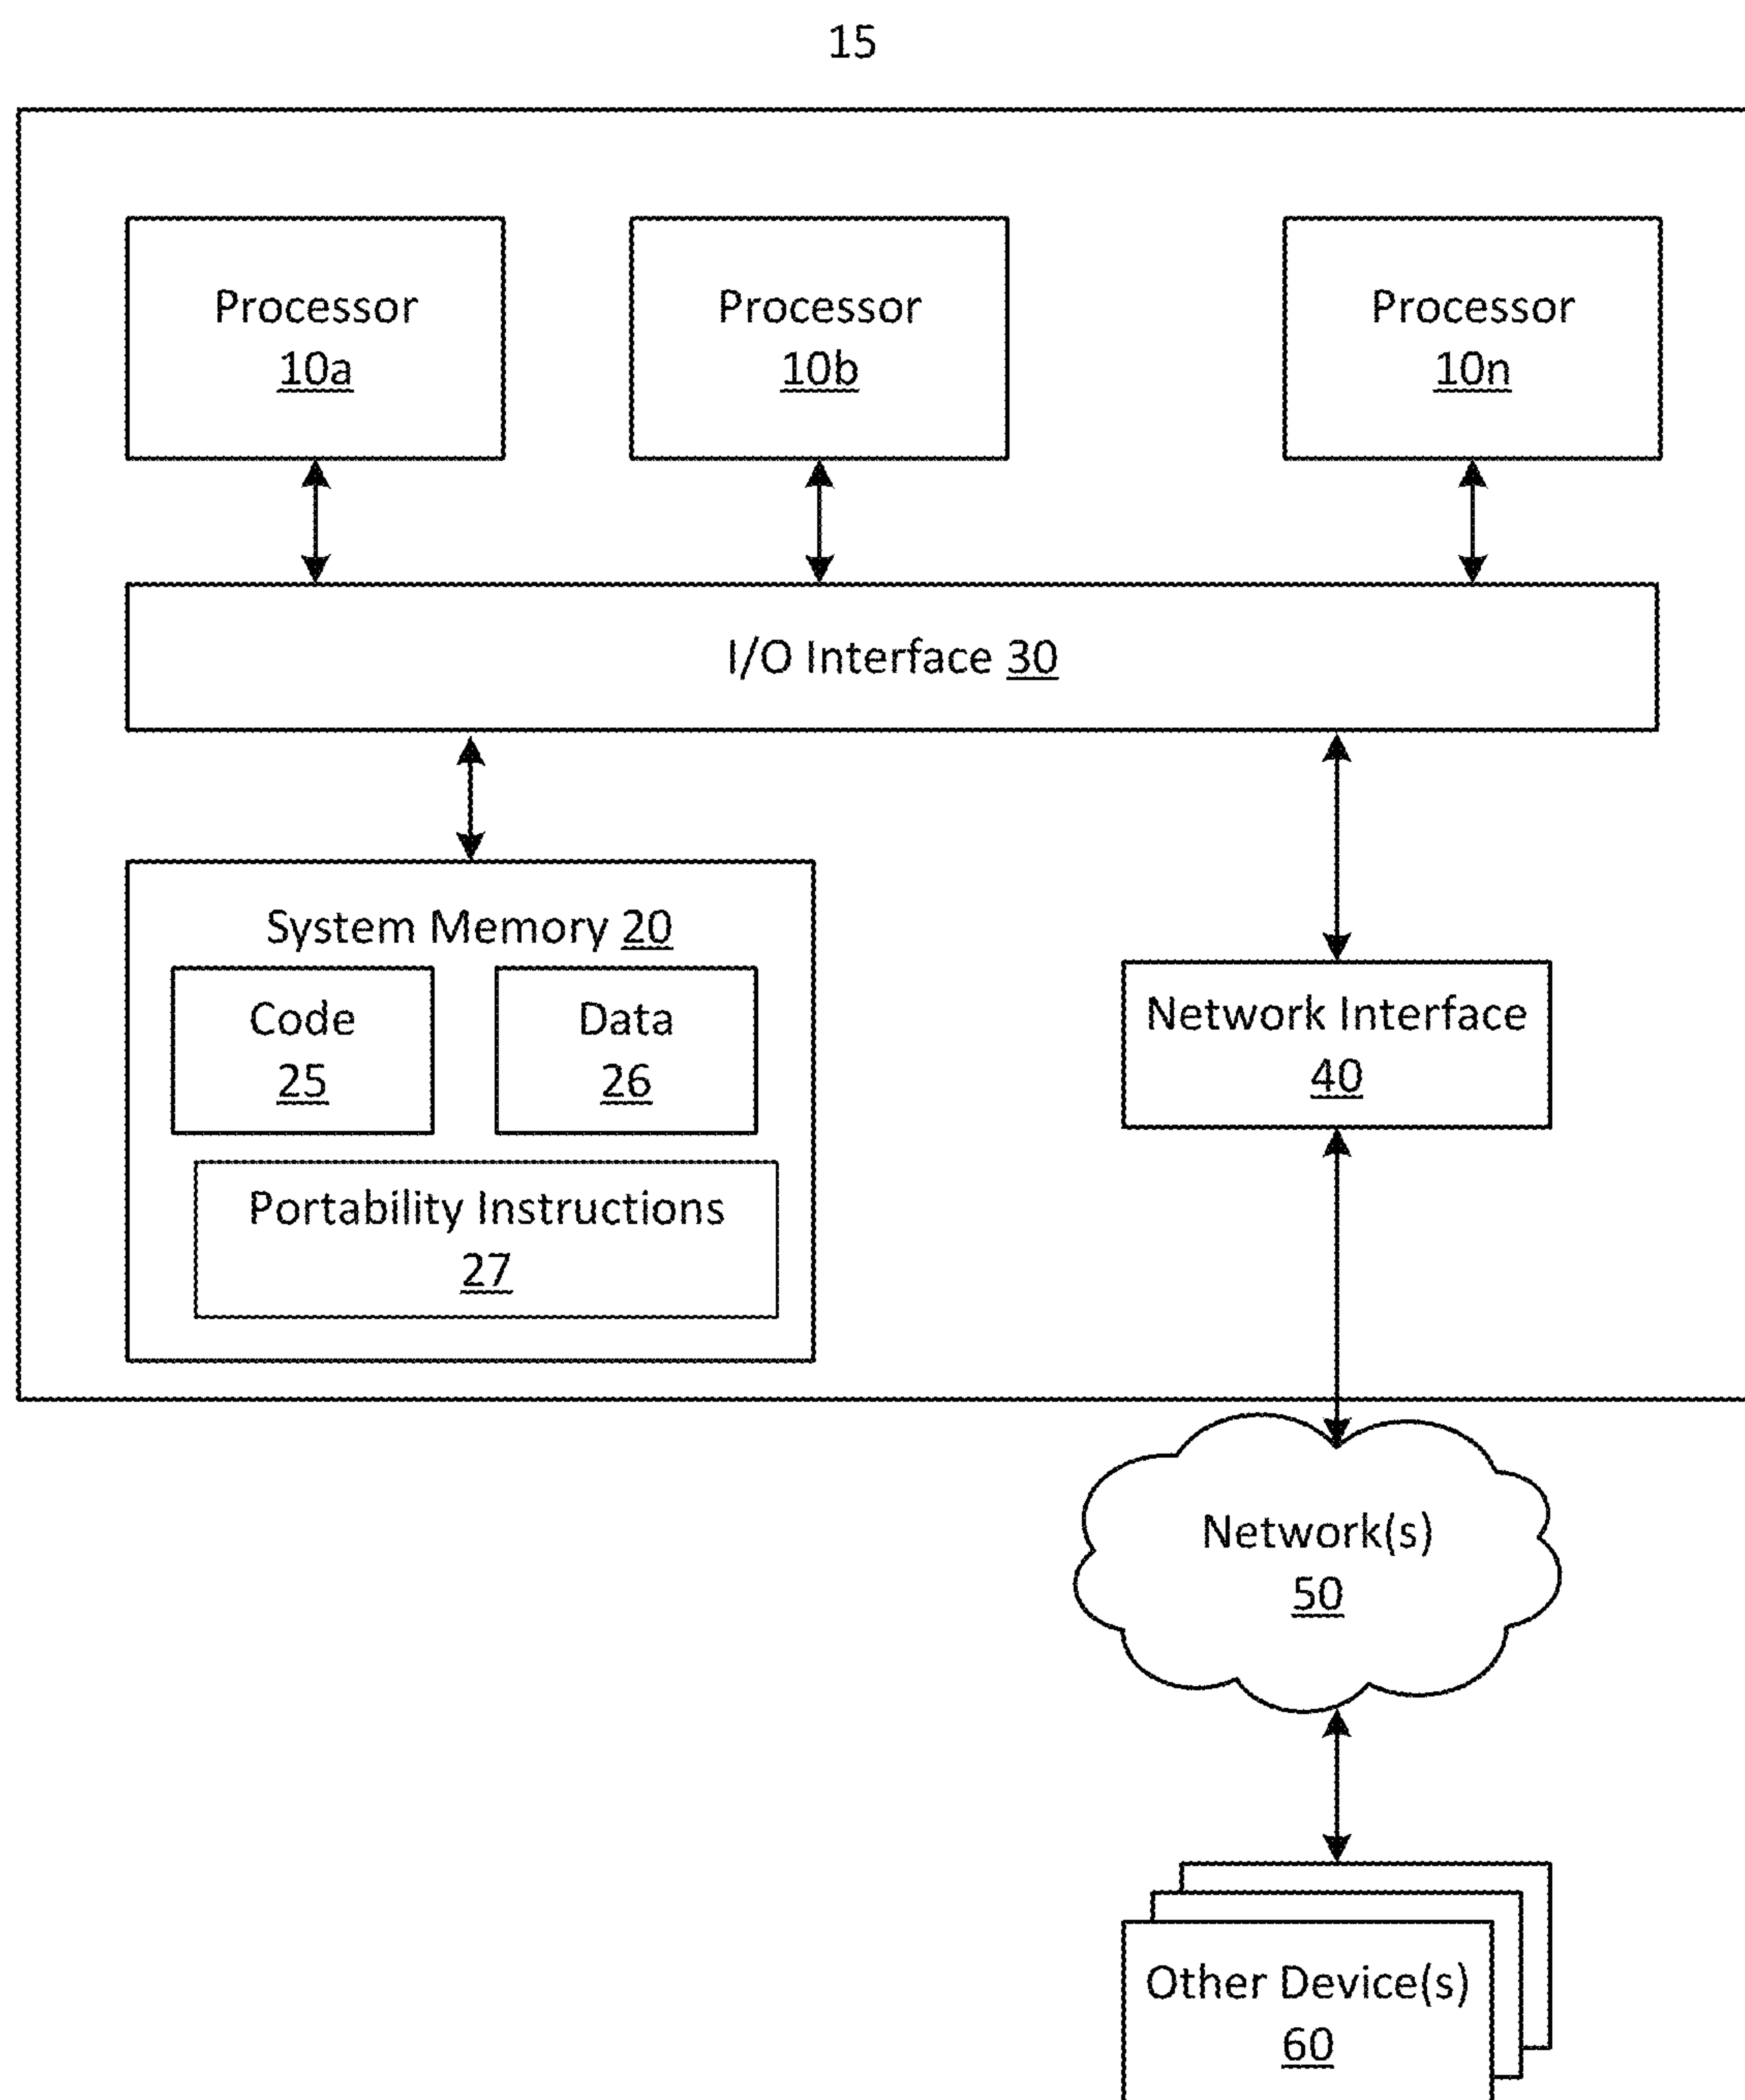 15
Processor
10a
Processor
10b
Processor
10n
I/O Interface 30
System Memory 20
Code
25
Data
26
Portability Instructions
27
Network Interface
40
Network(s)
50
Other Device(s)
60